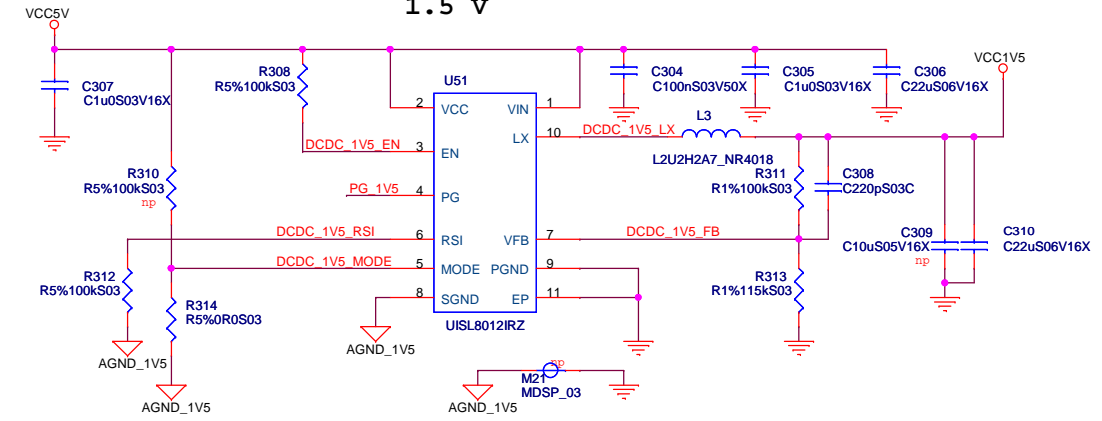 1.5 V
VCC5V
C307
C1u0S03V16X
R308
R5%100kS03
U51
C304
C100nS03V50X
C305
C1u0S03V16X
C306
C22uS06V16X
VCC1V5
2
VCC
VIN
1
DCDC_1V5_EN
3
EN
LX
10
DCDC_1V5_LX
L3
L2U2H2A7_NR4018
R310
R5%100kS03
np
PG_1V5
4
PG
R311
R1%100kS03
C308
C220pS03C
DCDC_1V5_RSI
6
RSI
VFB
7
DCDC_1V5_FB
C309
C10uS05V16X
np
C310
C22uS06V16X
DCDC_1V5_MODE
5
MODE
PGND
9
R312
R5%100kS03
R314
R5%0R0S03
8
SGND
EP
11
R313
R1%115kS03
UISL8012IRZ
AGND_1V5
AGND_1V5
AGND_1V5
np
M21
MDSP_03
AGND_1V5